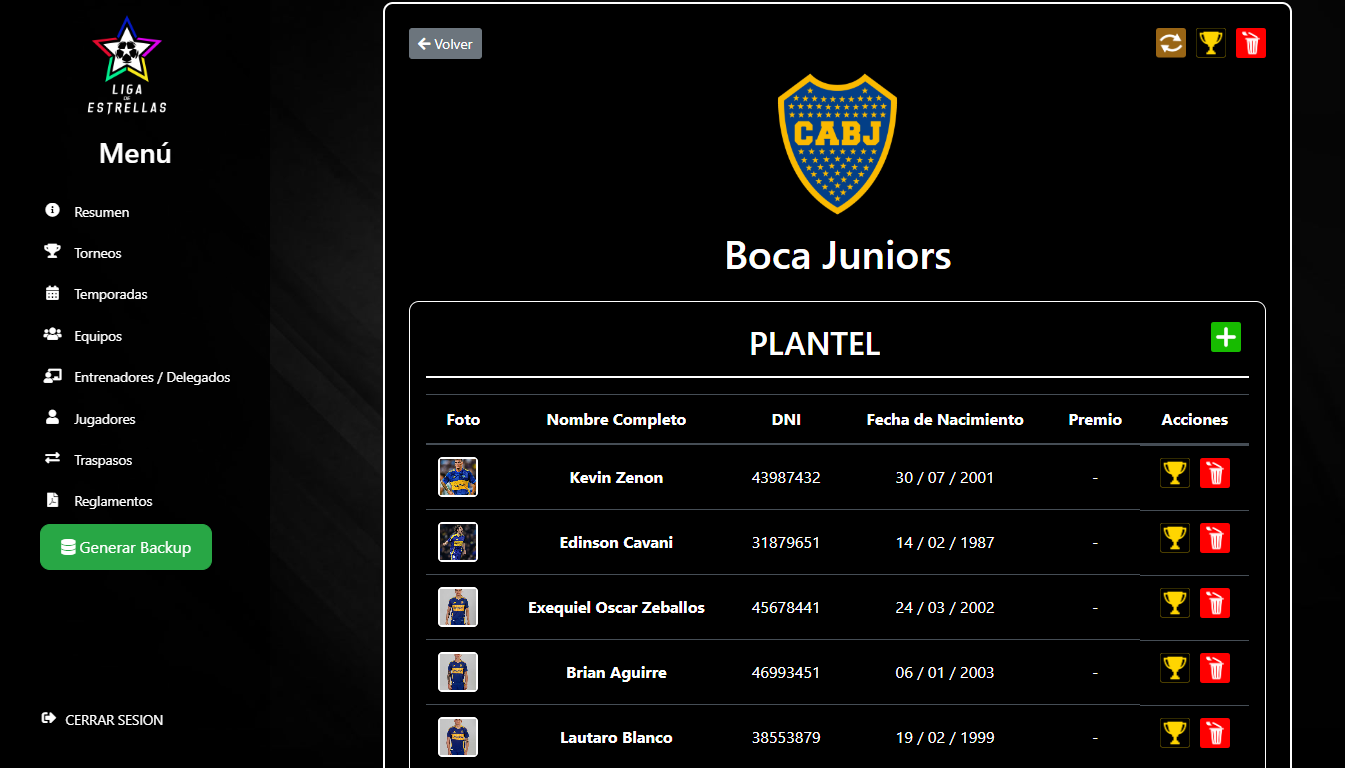 LIGA
DE
ESTRELLAS
Menú
Resumen
Torneos
Temporadas
Equipos
Entrenadores / Delegados
Jugadores
Traspasos
Reglamentos
Generar Backup
CERRAR SESION
Volver
CABJ
Boca Juniors
PLANTEL
Foto Nombre Completo DNI Fecha de Nacimiento Premio Acciones
Kevin Zenon 43987432 30 / 07 / 2001 -
Edinson Cavani 31879651 14 / 02 / 1987 -
Exequiel Oscar Zeballos 45678441 24 / 03 / 2002 -
Brian Aguirre 46993451 06 / 01 / 2003 -
Lautaro Blanco 38553879 19 / 02 / 1999 -